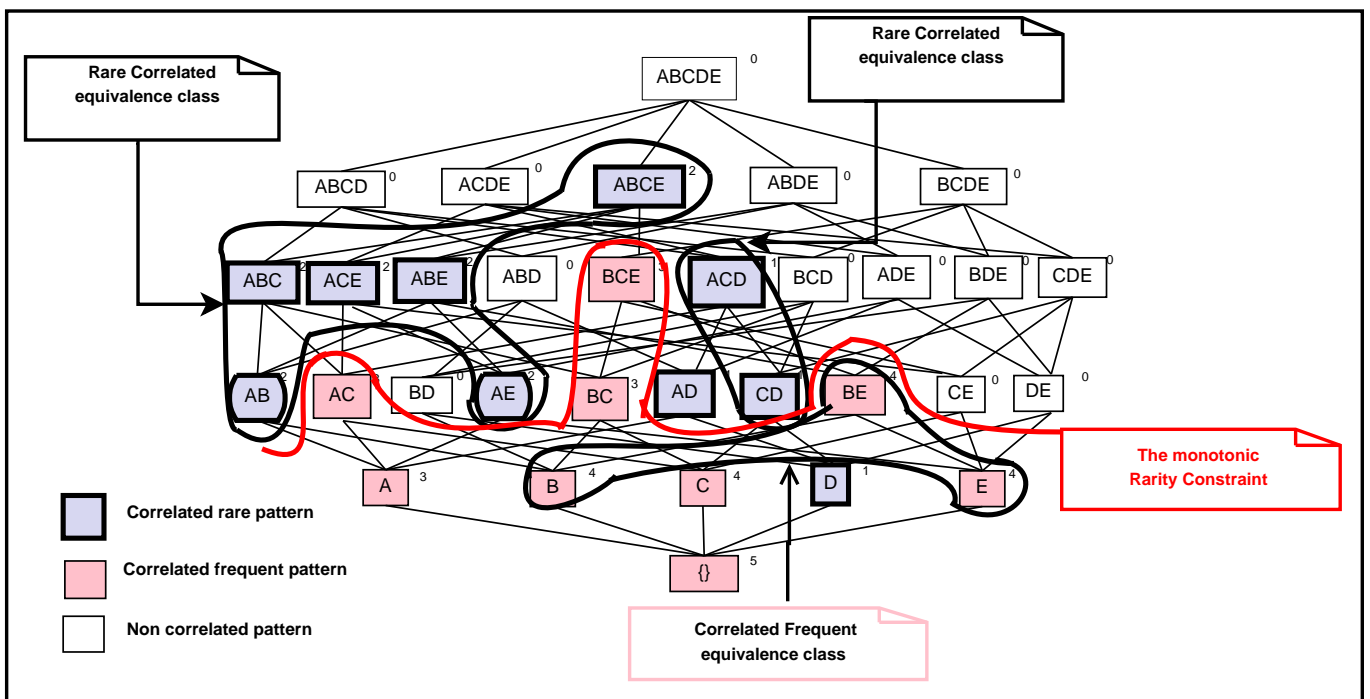 Rare Correlated
equivalence class
Rare Correlated
equivalence class
ABCDE 0
ABCD 0 ACDE 0 ABCE 2 ABDE 0 BCDE 0
ABC 2 ACE 2 ABE 2 ABD 0 BCE 3 ACD 1 BCD 0 ADE 0 BDE 0 CDE 0
AB 2 AC BD 0 AE 2 BC 3 AD CD BE 4 CE 0 DE 0
A 3 B 4 C 4 D 1 E 4
{} 5
The monotonic
Rarity Constraint
Correlated rare pattern
Correlated frequent pattern
Non correlated pattern
Correlated Frequent
equivalence class